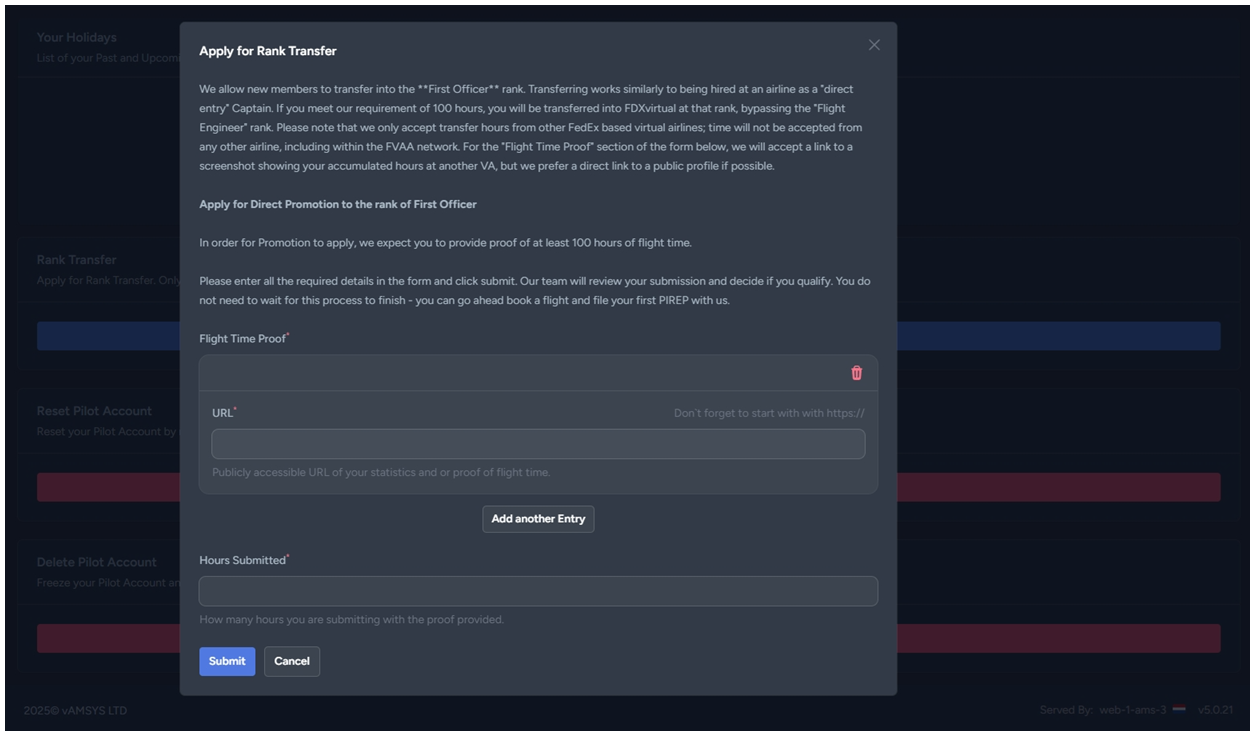 Your Holidays
List of your Past and Upcomi
Apply for Rank Transfer
We allow new members to transfer into the **First Officer** rank. Transferring works similarly to being hired at an airline as a "direct
entry" Captain. If you meet our requirement of 100 hours, you will be transferred into FDXvirtual at that rank, bypassing the "Flight
Engineer" rank. Please note that we only accept transfer hours from other FedEx based virtual airlines; time will not be accepted from
any other airline, including within the FVAA network. For the "Flight Time Proof" section of the form below, we will accept a link to a
screenshot showing your accumulated hours at another VA, but we prefer a direct link to a public profile if possible.
Apply for Direct Promotion to the rank of First Officer
In order for Promotion to apply, we expect you to provide proof of at least 100 hours of flight time.
Please enter all the required details in the form and click submit. Our team will review your submission and decide if you qualify. You do
not need to wait for this process to finish - you can go ahead book a flight and file your first PIREP with us.
Flight Time Proof*
URL*
Don't forget to start with with https://
Publicly accessible URL of your statistics and or proof of flight time.
Add another Entry
Hours Submitted*
How many hours you are submitting with the proof provided.
Submit
Cancel
Rank Transfer
Apply for Rank Transfer. Only
Reset Pilot Account
Reset your Pilot Account by
Delete Pilot Account
Freeze your Pilot Account an
2025© vAMSYS LTD
Served By: web-1-ams-3
v5.0.21